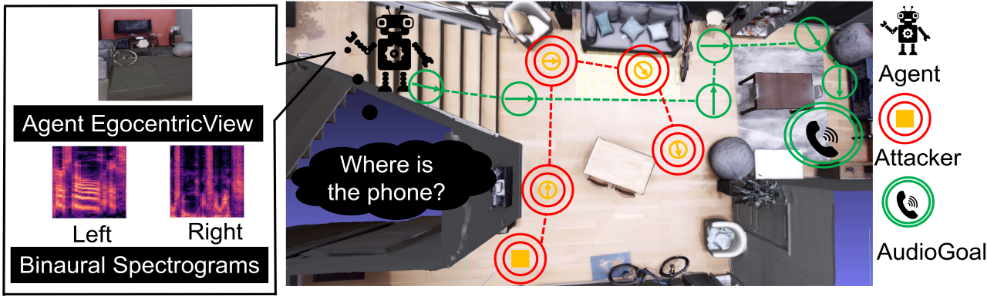 Agent EgocentricView
Left
Right
Binaural Spectrograms
Where is
the phone?
Agent
Attacker
AudioGoal